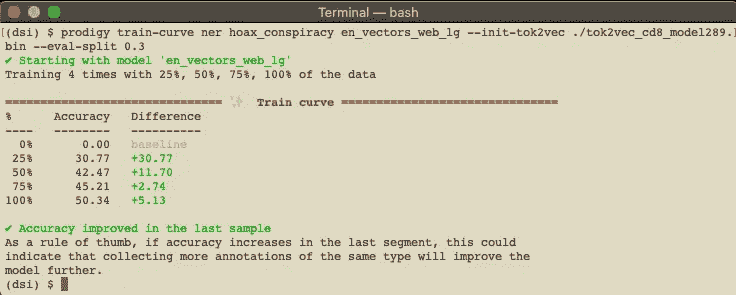 Terminal — bash
[(dsi) $ prodigy train-curve ner hoax_conspiracy en_vectors_web_lg --init-tok2vec ./tok2vec_cd8_model289.]
bin --eval-split 0.3
✔ Starting with model 'en_vectors_web_lg'
Training 4 times with 25%, 50%, 75%, 100% of the data
============================== ✨ Train curve ==============================
% Accuracy Difference
---- -------- ----------
0% 0.00 baseline
25% 30.77 +30.77
50% 42.47 +11.70
75% 45.21 +2.74
100% 50.34 +5.13
✔ Accuracy improved in the last sample
As a rule of thumb, if accuracy increases in the last segment, this could
indicate that collecting more annotations of the same type will improve the
model further.
(dsi) $